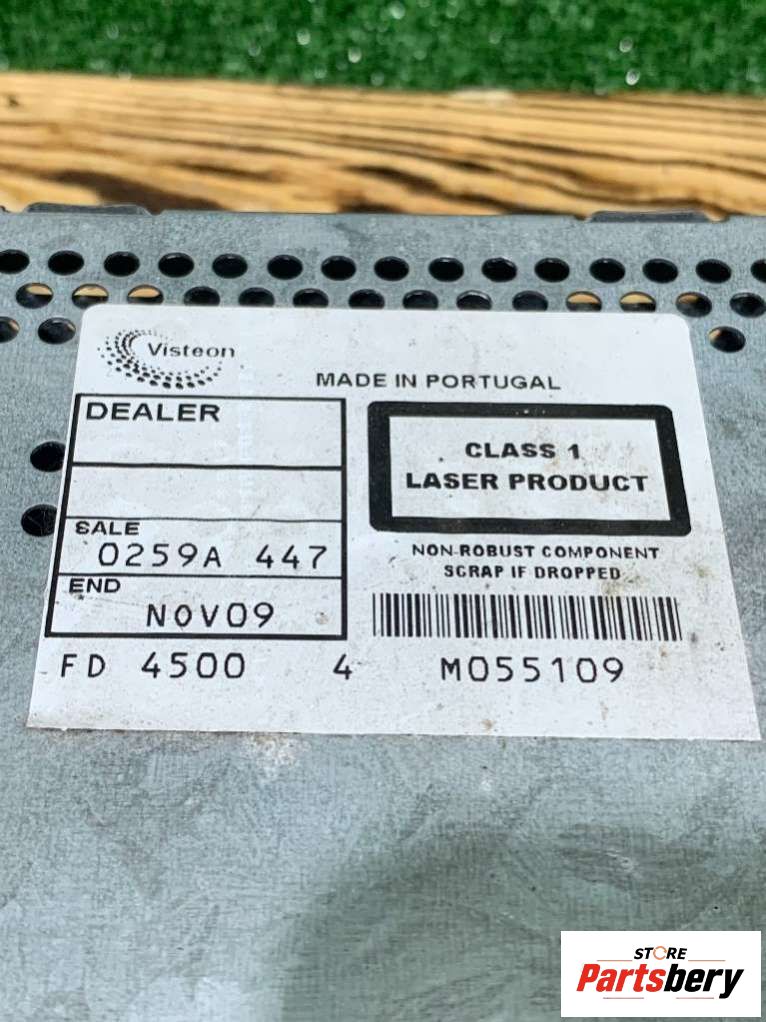 Visteon
MADE IN PORTUGAL
DEALER
CLASS 1
LASER PRODUCT
SALE
0259A 447
NON-ROBUST COMPONENT
SCRAP IF DROPPED
END
NOV09
FD 4500 4 M055109
STORE
Partsbery